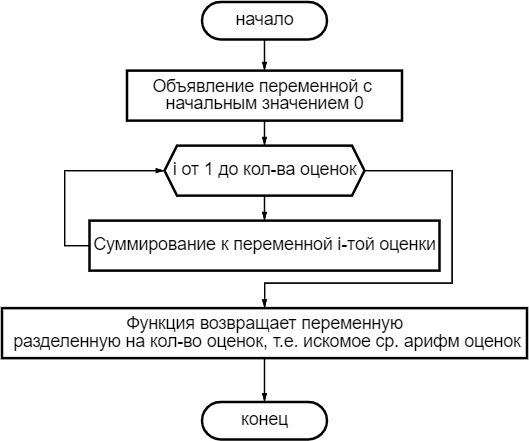 начало
Объявление переменной с
начальным значением 0
i от 1 до кол-ва оценок
Суммирование к переменной i-той оценки
Функция возвращает переменную
разделенную на кол-во оценок, т.е. искомое ср. арифм оценок
конец